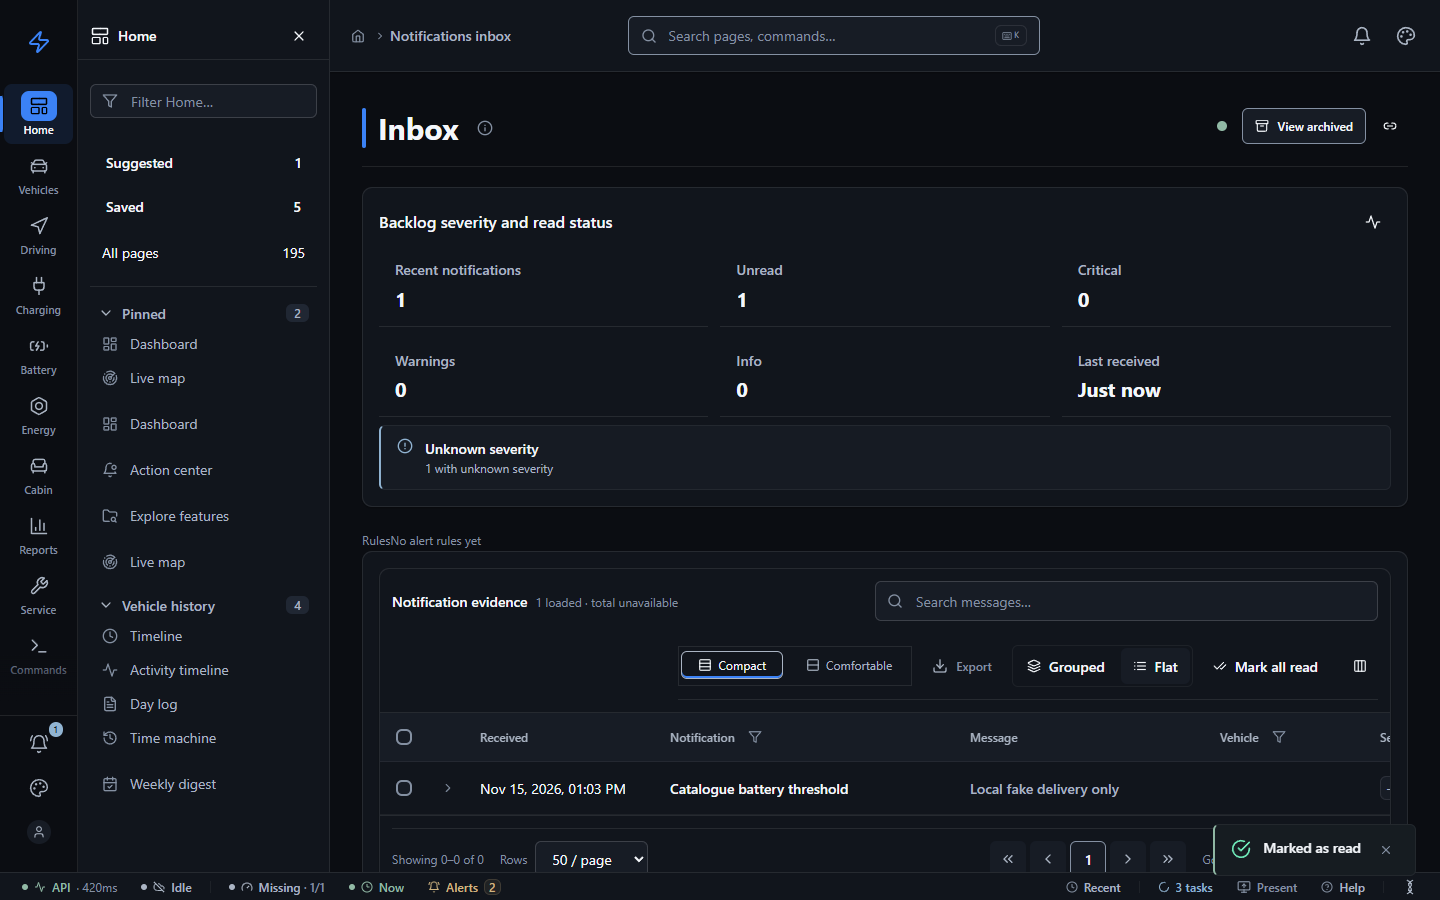 Home
Notifications inbox
Search pages, commands...
K
Filter Home...
Home
Vehicles
Driving
Charging
Battery
Energy
Cabin
Reports
Service
Commands
1
Suggested 1
Saved 5
All pages 195
Pinned 2
Dashboard
Live map
Dashboard
Action center
Explore features
Live map
Vehicle history 4
Timeline
Activity timeline
Day log
Time machine
Weekly digest
Inbox
View archived
Backlog severity and read status
Recent notifications
1
Unread
1
Critical
0
Warnings
0
Info
0
Last received
Just now
Unknown severity
1 with unknown severity
RulesNo alert rules yet
Notification evidence 1 loaded · total unavailable
Search messages...
Compact Comfortable Export Grouped Flat Mark all read
Received Notification Message Vehicle
Nov 15, 2026, 01:03 PM Catalogue battery threshold Local fake delivery only
Showing 0–0 of 0 Rows 50 / page 1
Marked as read
API · 420ms Idle Missing · 1/1 Now Alerts 2 Recent 3 tasks Present Help